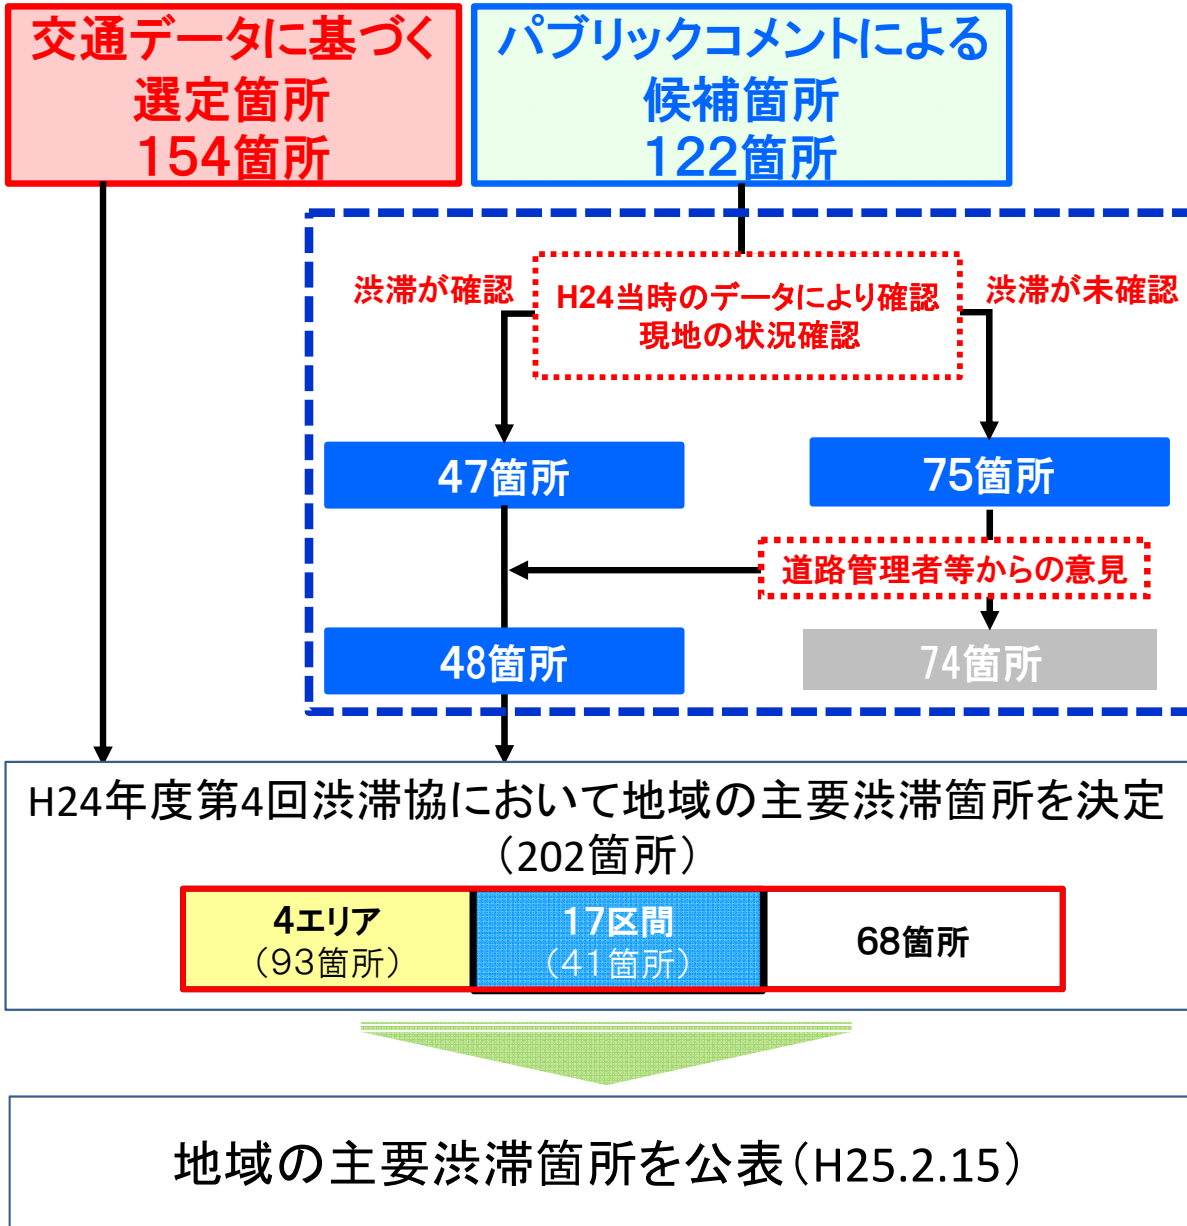 交通データに基づく
選定箇所
154箇所
パブリックコメントによる
候補箇所
122箇所
渋滞が確認
H24当時のデータにより確認
現地の状況確認
渋滞が未確認
47箇所
75箇所
道路管理者等からの意見
48箇所
74箇所
H24年度第4回渋滞協において地域の主要渋滞箇所を決定
（202箇所）
4エリア
（93箇所）
17区間
（41箇所）
68箇所
地域の主要渋滞箇所を公表（H25.2.15）